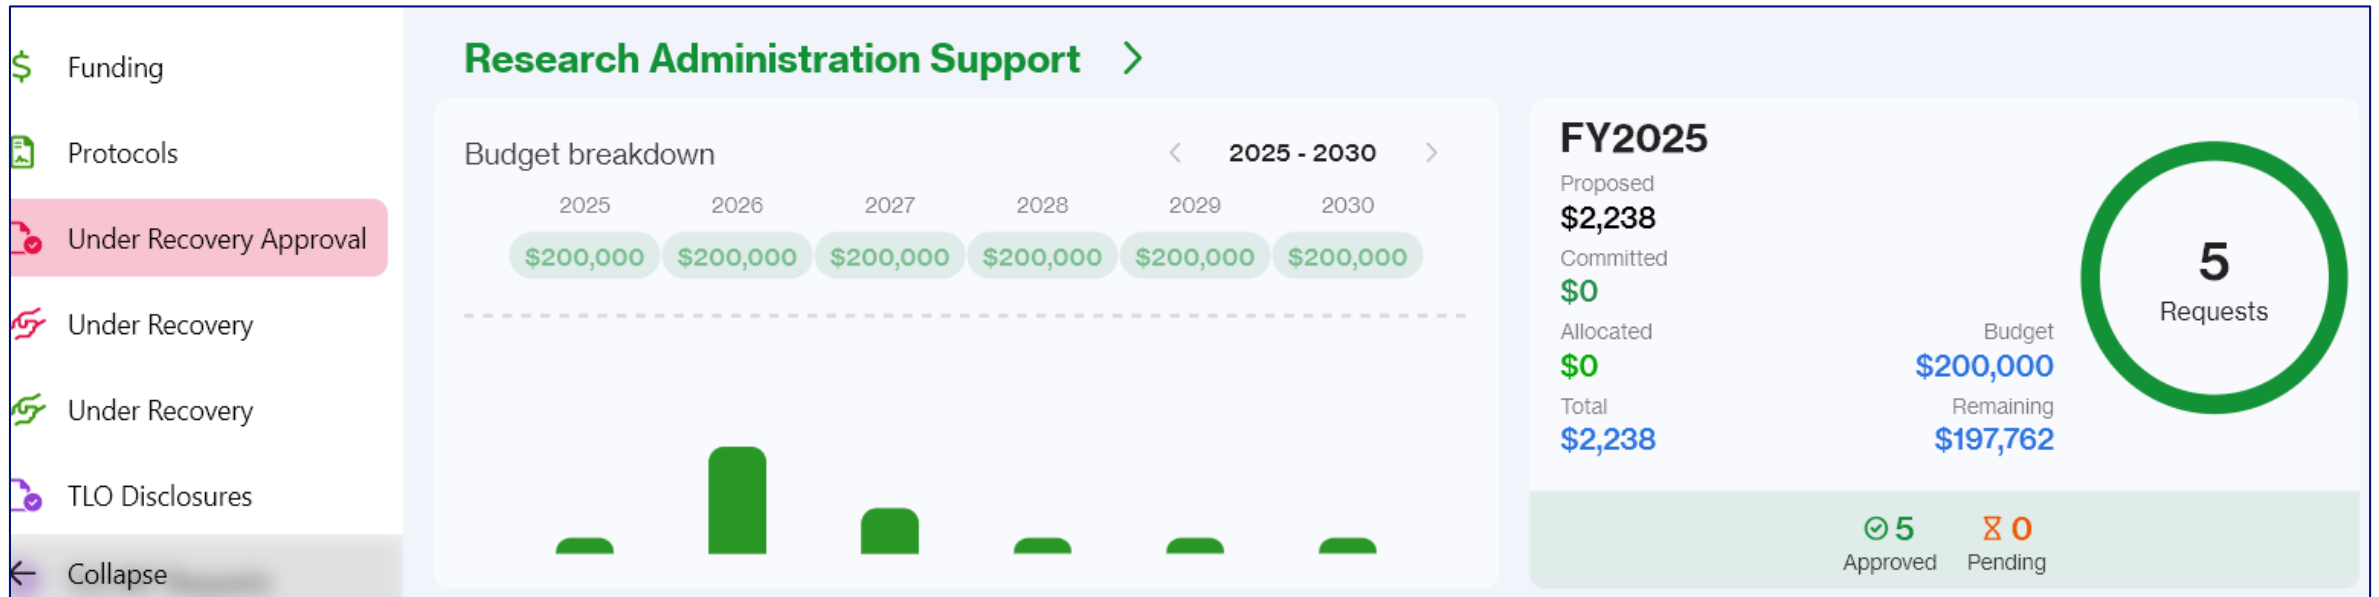 Funding
Protocols
Under Recovery Approval
Under Recovery
Under Recovery
TLO Disclosures
Collapse
Research Administration Support
Budget breakdown
2025 - 2030
2025 2026 2027 2028 2029 2030
$200,000 $200,000 $200,000 $200,000 $200,000 $200,000
FY2025
Proposed
$2,238
Committed
$0
Allocated Budget
$0 $200,000
Total Remaining
$2,238 $197,762
5
Requests
5 0
Approved Pending